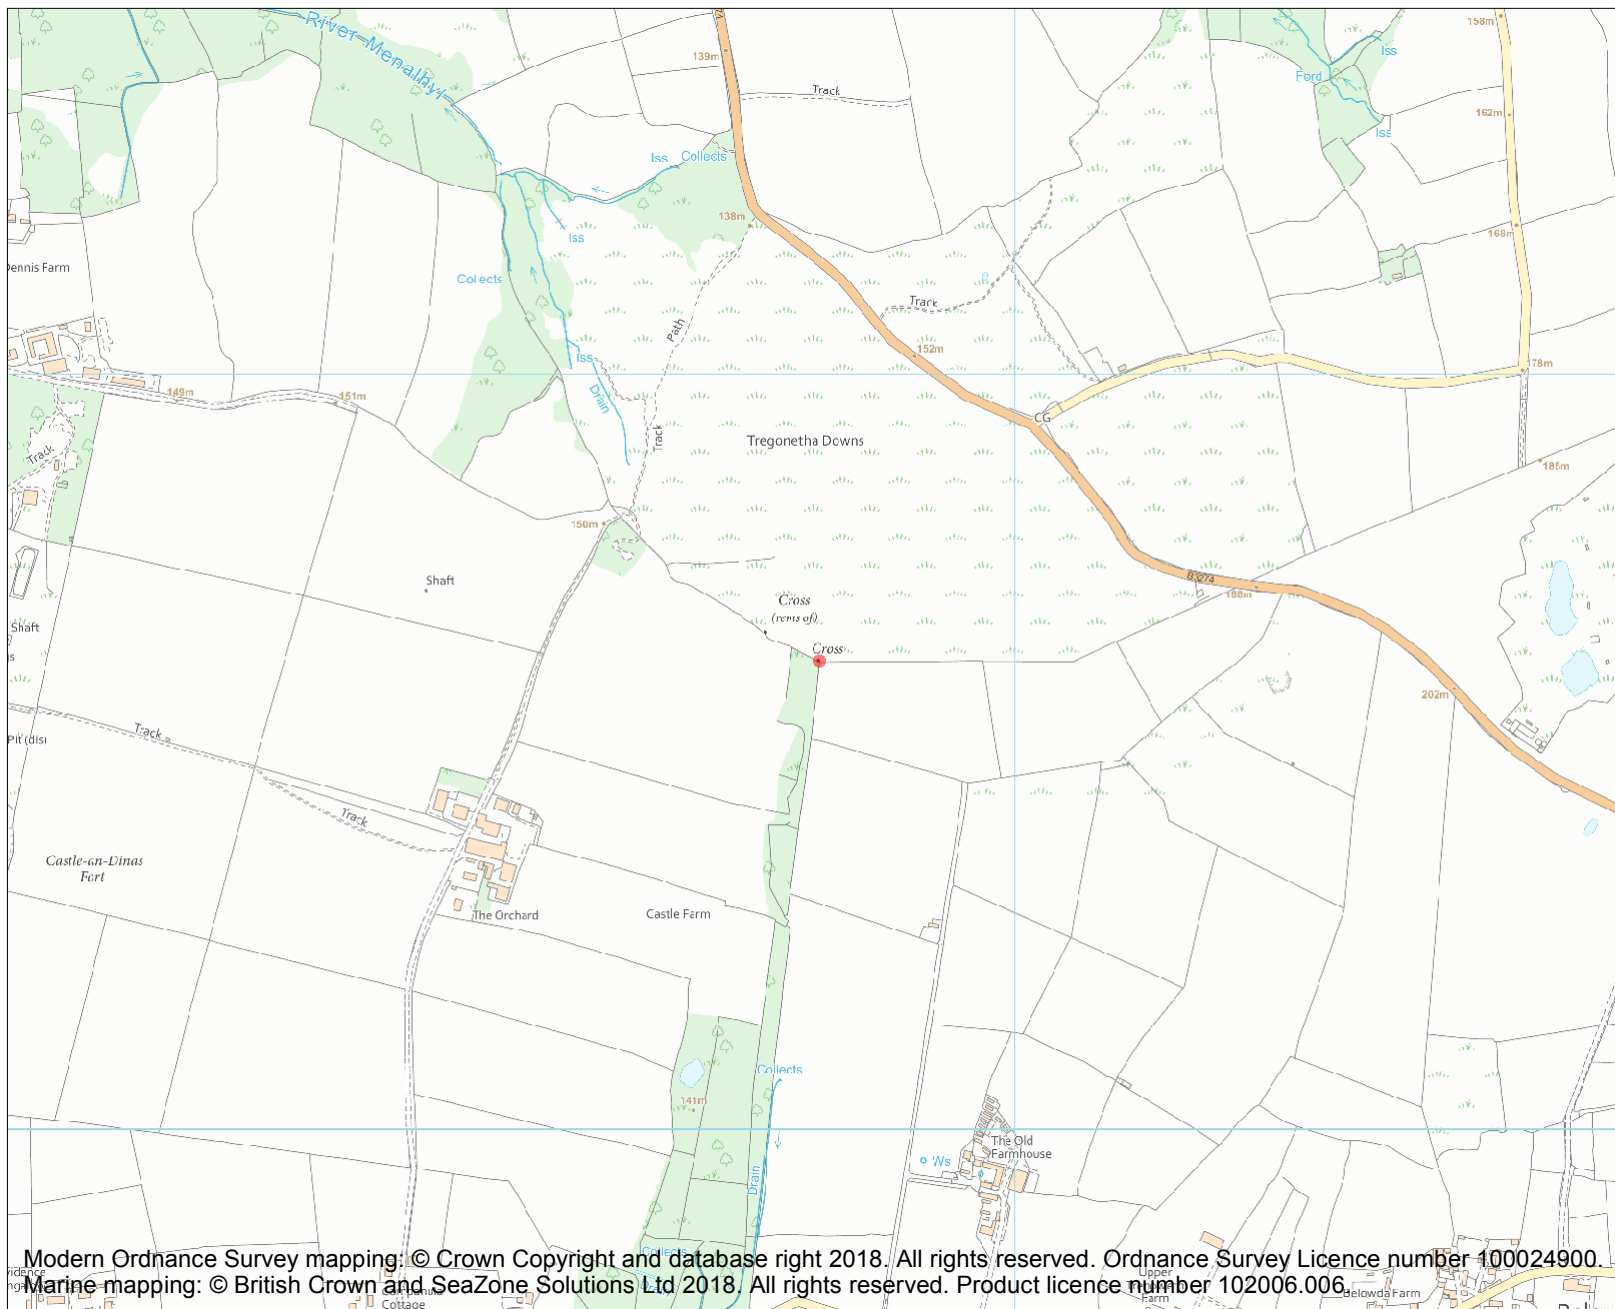 River Menalhyl
139m
Track
158m
Iss
Ford
162m
Iss
Iss Collects
138m
Iss
168m
Dennis Farm
Collects
Path
Track
152m
Iss
178m
149m
151m
Drain
CG
Track
Track
Tregonetha Downs
185m
150m
Shaft
B3274
188m
Cross
(rems of)
Shaft
Cross
202m
Track
Track
Castle-an-Dinas
Fort
The Orchard
Castle Farm
Collects
141m
The Old
Farmhouse
Ws
Drain
Collects
Modern Ordnance Survey mapping: © Crown Copyright and database right 2018. All rights reserved. Ordnance Survey Licence number 100024900.
Marine mapping: © British Crown and SeaZone Solutions Ltd 2018. All rights reserved. Product licence number 102006.006.
Upper
Farm
Belowda Farm
Cottage